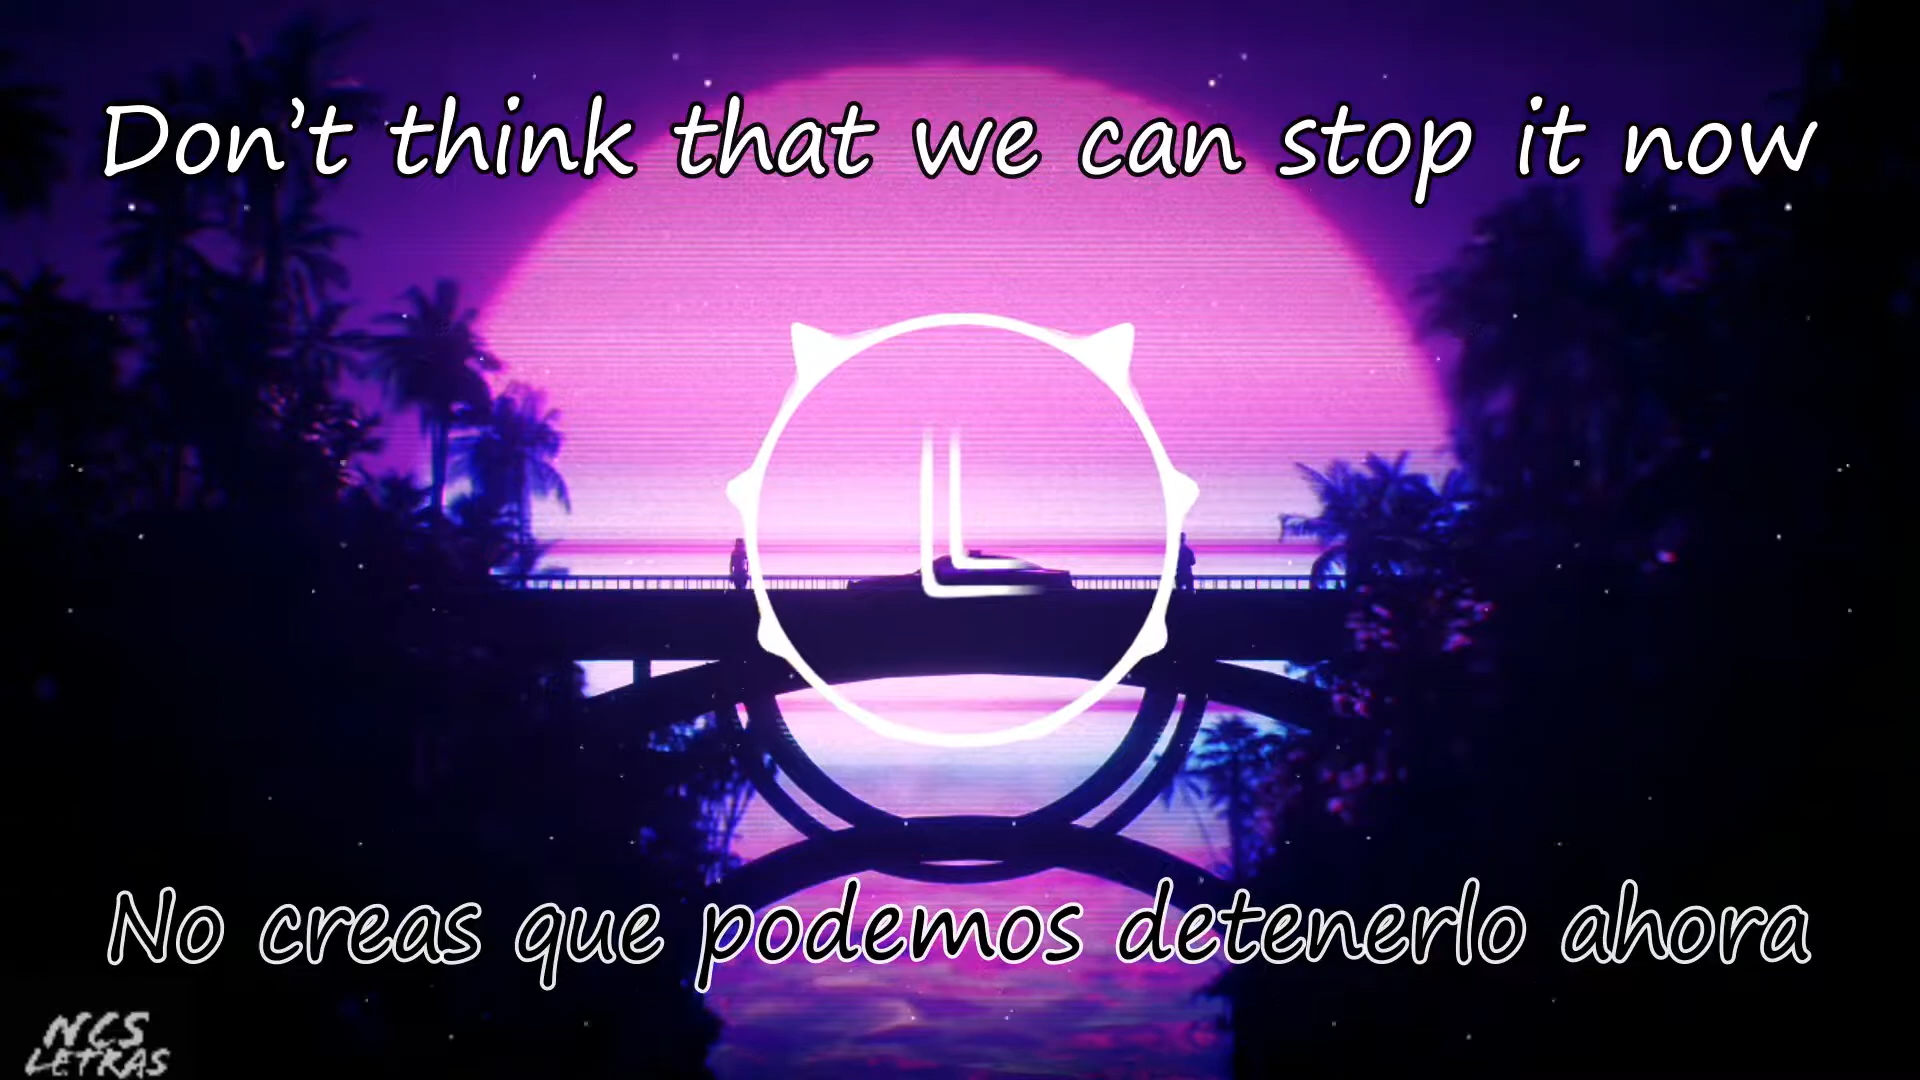 Don't think that we can stop it now
L
No creas que podemos detenerlo ahora
NCS
LETRAS